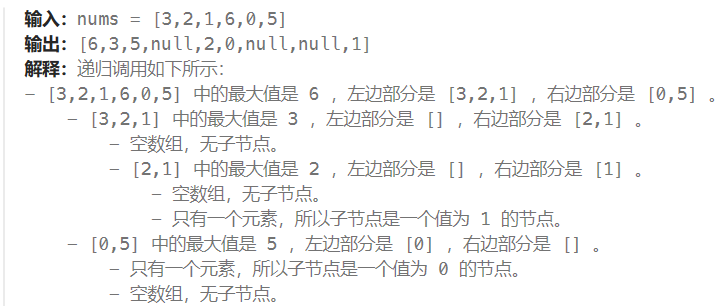 输入：nums = [3,2,1,6,0,5]
输出：[6,3,5,null,2,0,null,null,1]
解释：递归调用如下所示：
- [3,2,1,6,0,5] 中的最大值是 6 ，左边部分是 [3,2,1] ，右边部分是 [0,5] 。
- [3,2,1] 中的最大值是 3 ，左边部分是 [] ，右边部分是 [2,1] 。
- 空数组，无子节点。
- [2,1] 中的最大值是 2 ，左边部分是 [] ，右边部分是 [1] 。
- 空数组，无子节点。
- 只有一个元素，所以子节点是一个值为 1 的节点。
- [0,5] 中的最大值是 5 ，左边部分是 [0] ，右边部分是 [] 。
- 只有一个元素，所以子节点是一个值为 0 的节点。
- 空数组，无子节点。